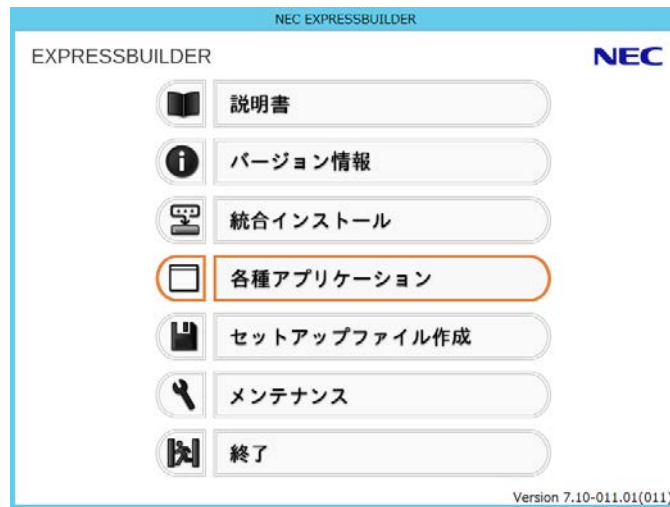 NEC EXPRESSBUILDER
EXPRESSBUILDER
NEC
説明書
バージョン情報
統合インストール
各種アプリケーション
セットアップファイル作成
メンテナンス
終了
Version 7.10-011.01(011)